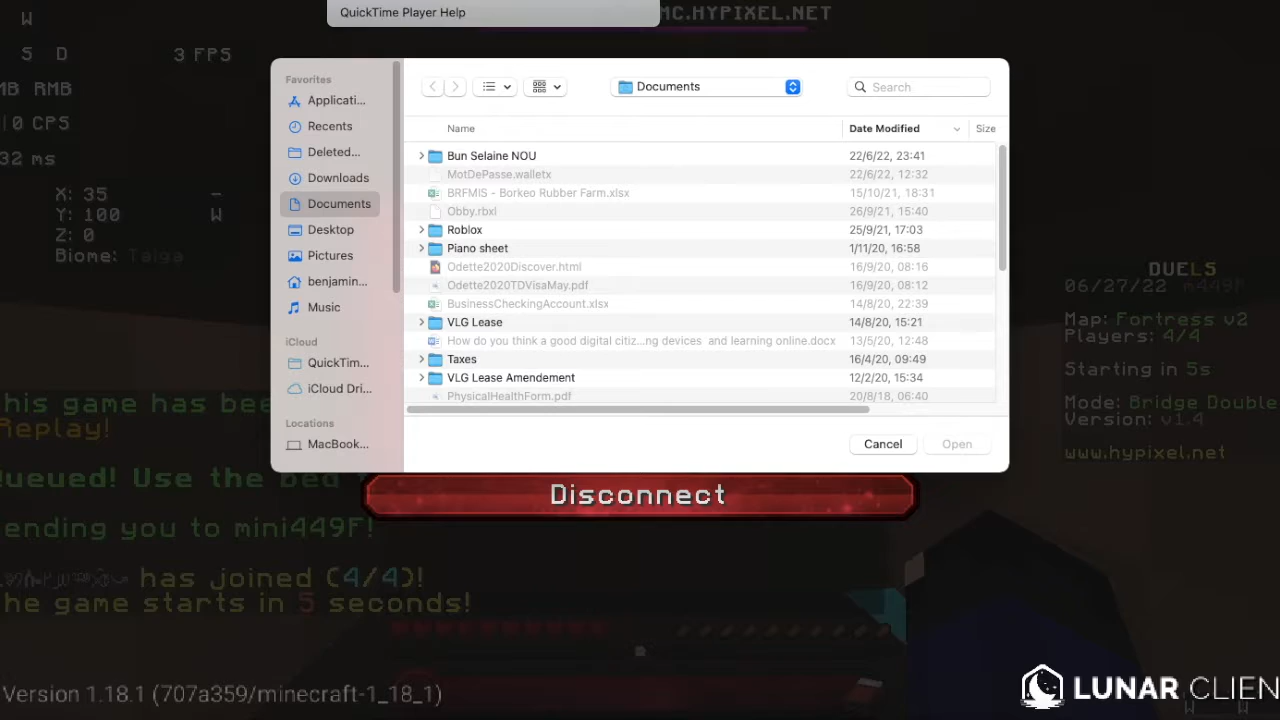 QuickTime Player Help
MC.HYPIXEL.NET
W
S D
3 FPS
MB RMB
0 CPS
32 ms
X: 35 -
Y: 100 W
Z: 0
Biome: Taiga
Favorites
Applicati...
Recents
Deleted...
Downloads
Documents
Desktop
Pictures
benjamin...
Music
iCloud
QuickTim...
iCloud Dri...
Locations
MacBook...
Documents
Search
Name Date Modified Size
Bun Selaine NOU 22/6/22, 23:41
MotDePasse.walletx 22/6/22, 12:32
BRFMIS - Borkeo Rubber Farm.xlsx 15/10/21, 18:31
Obby.rbxl 26/9/21, 15:40
Roblox 25/9/21, 17:03
Piano sheet 1/11/20, 16:58
Odette2020Discover.html 16/9/20, 08:16
Odette2020TDVisaMay.pdf 16/9/20, 08:12
BusinessCheckingAccount.xlsx 14/8/20, 22:39
VLG Lease 14/8/20, 15:21
How do you think a good digital citiz...ng devices and learning online.docx 13/5/20, 12:48
Taxes 16/4/20, 09:49
VLG Lease Amendement 12/2/20, 15:34
PhysicalHealthForm.pdf 20/8/18, 06:40
Cancel Open
DUELS
06/27/22 m449F
Map: Fortress v2
Players: 4/4
Starting in 5s
Mode: Bridge Double
Version: v1.4
www.hypixel.net
his game has bee
Replay!
ueued! Use the bed
ending you to mini449F!
has joined (4/4)!
he game starts in 5 seconds!
Disconnect
Version 1.18.1 (707a359/minecraft-1_18_1)
LUNAR CLIEN
W W